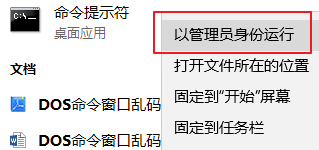 命令提示符
桌面应用
文档
DOS命令窗口乱码
DOS命令窗口乱码
以管理员身份运行
打开文件所在的位置
固定到“开始”屏幕
固定到任务栏